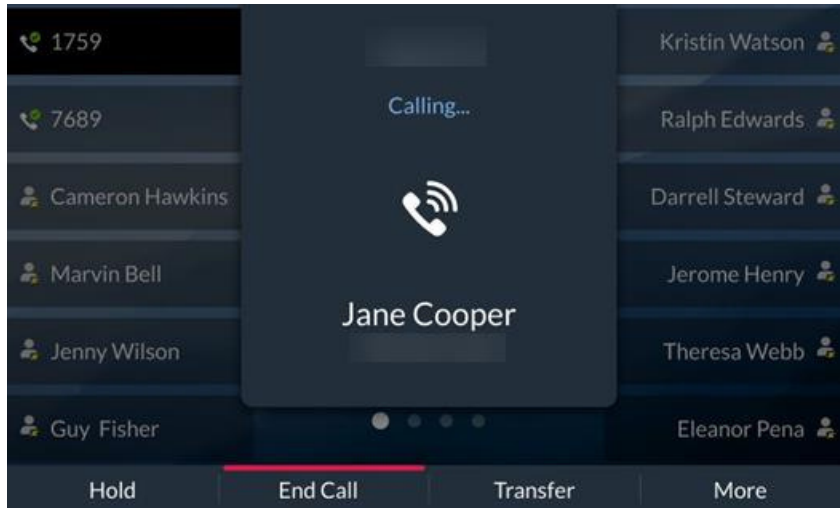 1759
7689
Cameron Hawkins
Marvin Bell
Jenny Wilson
Guy Fisher
Calling...
Jane Cooper
Kristin Watson
Ralph Edwards
Darrell Steward
Jerome Henry
Theresa Webb
Eleanor Pena
Hold
End Call
Transfer
More